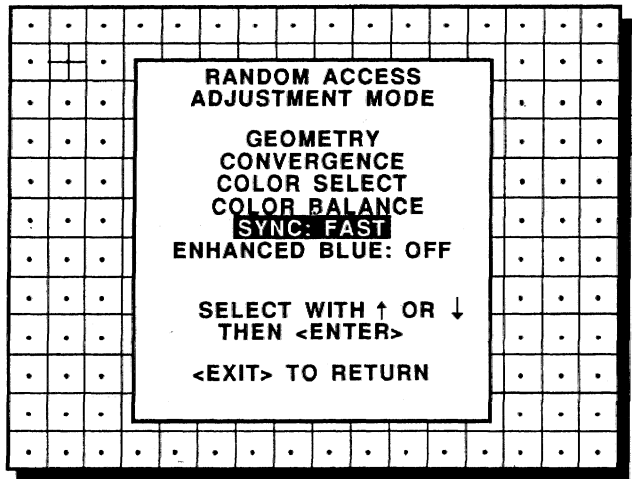 RANDOM ACCESS
ADJUSTMENT MODE
GEOMETRY
CONVERGENCE
COLOR SELECT
COLOR BALANCE
SYNC: FAST
ENHANCED BLUE: OFF
SELECT WITH ↑ OR ↓
THEN <ENTER>
<EXIT> TO RETURN